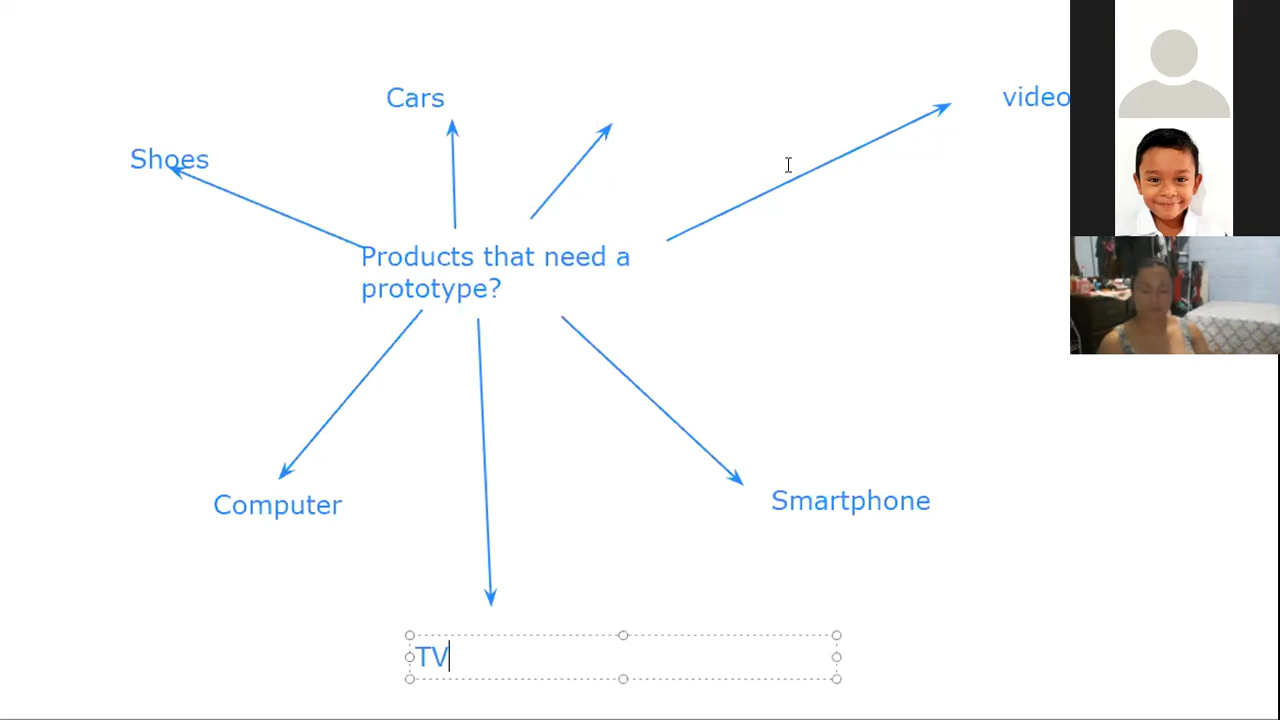 Cars
video
Shoes
Products that need a
prototype?
Computer
Smartphone
TV